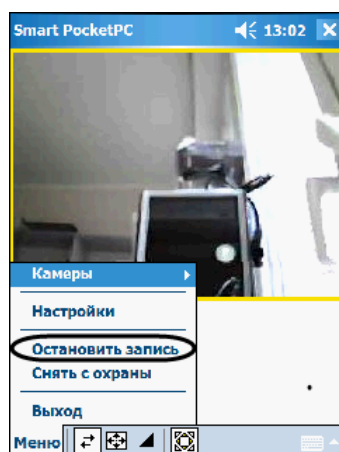 Smart PocketPC 13:02
Камеры
Настройки
Остановить запись
Снять с охраны
Выход
Меню